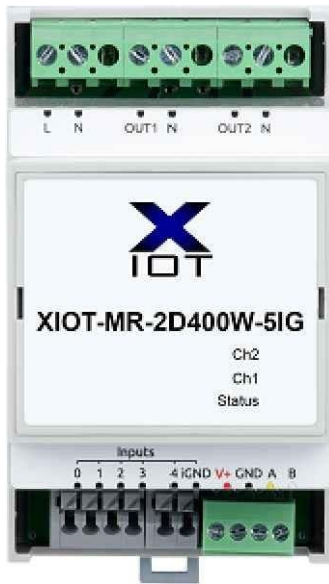 L N OUT1 N OUT2 N
X
IOT
XIOT-MR-2D400W-5IG
Ch2
Ch1
Status
Inputs
0 1 2 3 4 iGND V+ GND A B